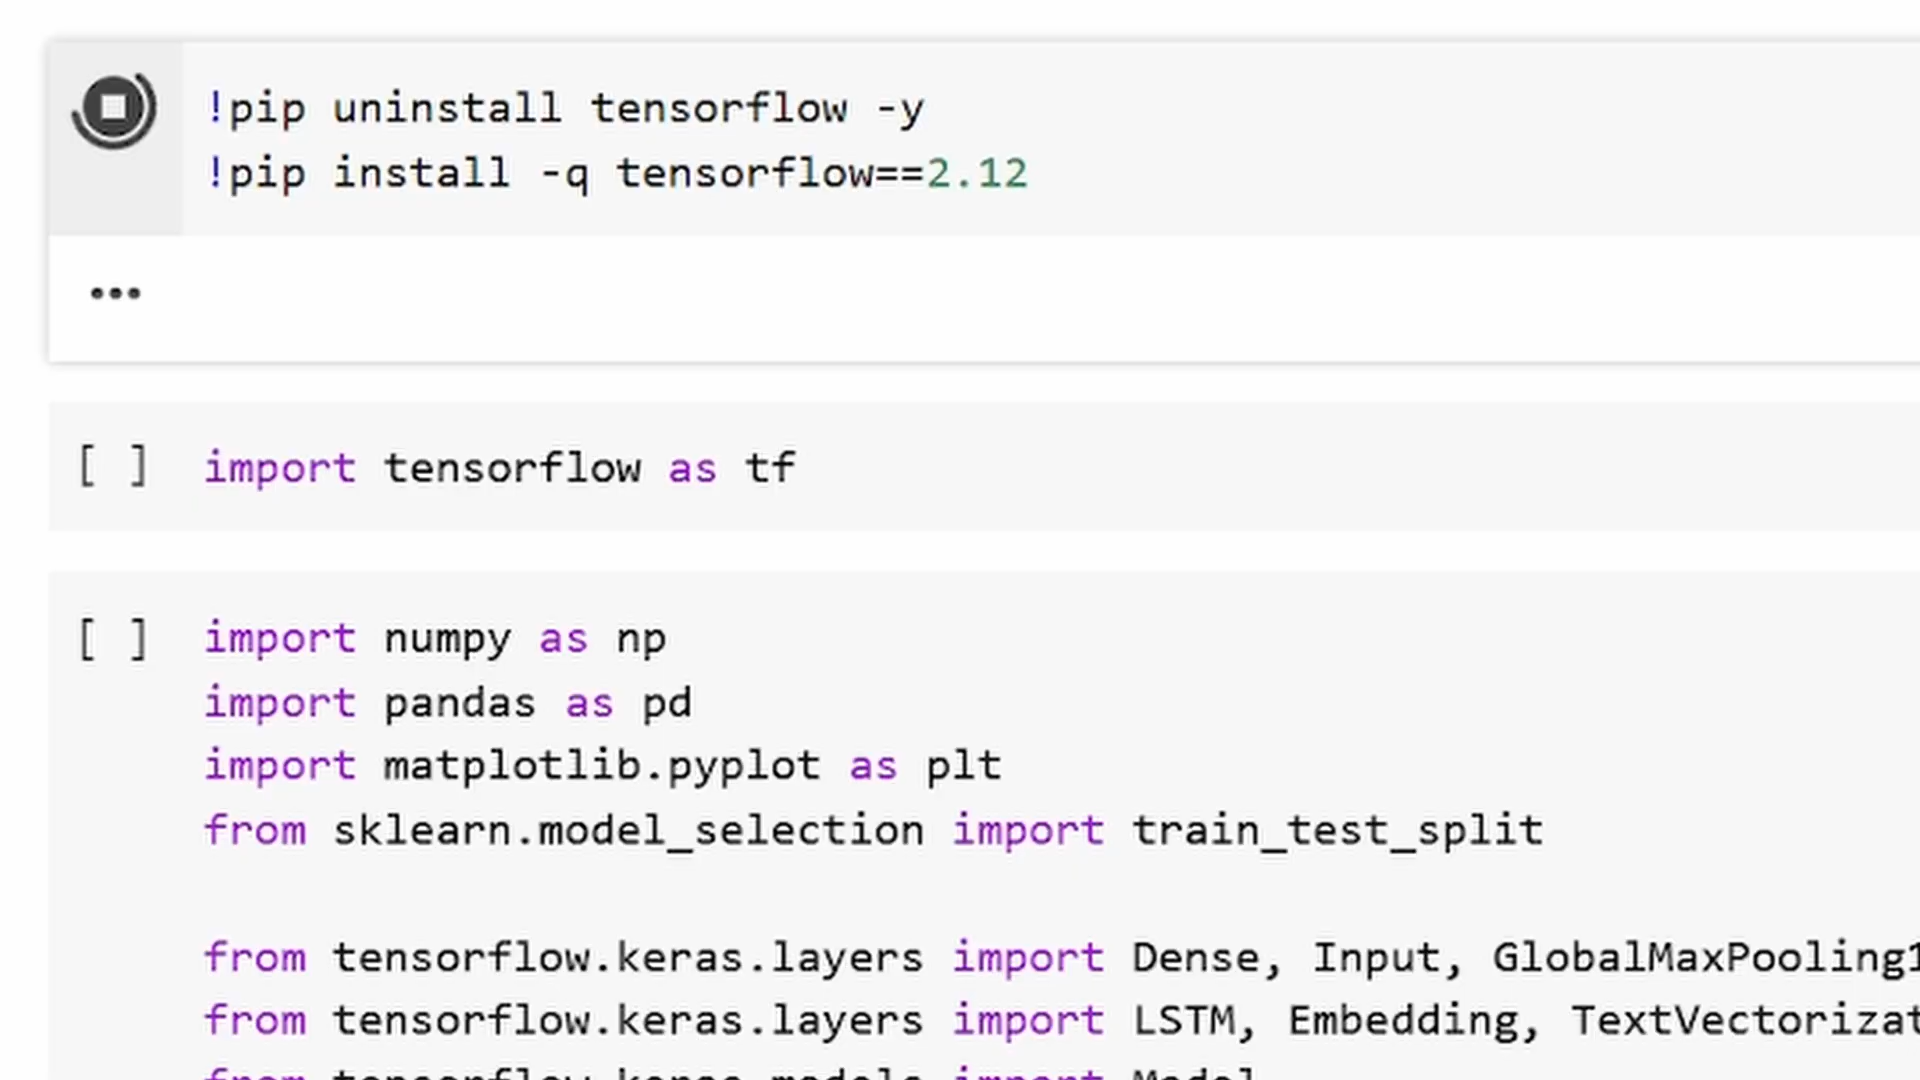 !pip uninstall tensorflow -y
!pip install -q tensorflow==2.12
•••
[ ] import tensorflow as tf
[ ] import numpy as np
import pandas as pd
import matplotlib.pyplot as plt
from sklearn.model_selection import train_test_split
from tensorflow.keras.layers import Dense, Input, GlobalMaxPooling1
from tensorflow.keras.layers import LSTM, Embedding, TextVectorizat
from tensorflow.keras.models import Model